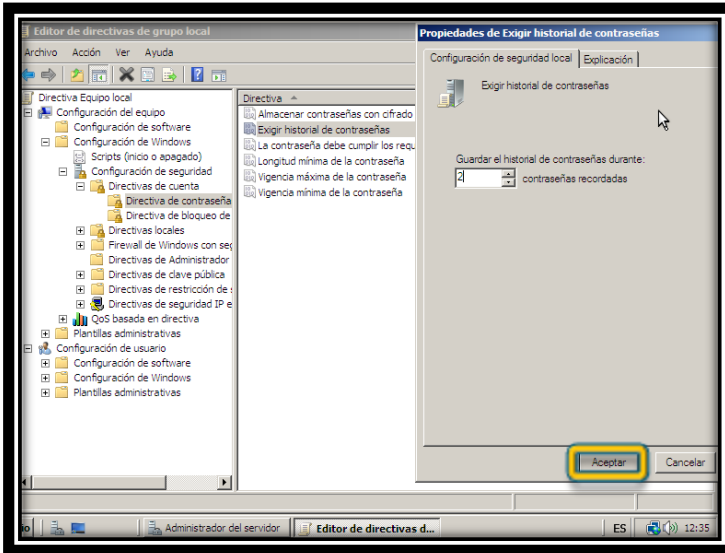 Editor de directivas de grupo local
Archivo Acción Ver Ayuda
Directiva Equipo local
Configuración del equipo
Configuración de software
Configuración de Windows
Scripts (inicio o apagado)
Configuración de seguridad
Directivas de cuenta
Directiva de contraseña
Directiva de bloqueo de
Directivas locales
Firewall de Windows con seg
Directivas de Administrador
Directivas de clave pública
Directivas de restricción de
Directivas de seguridad IP e
QoS basada en directiva
Plantillas administrativas
Configuración de usuario
Configuración de software
Configuración de Windows
Plantillas administrativas
Directiva
Almacenar contraseñas con cifrado
Exigir historial de contraseñas
La contraseña debe cumplir los requ
Longitud mínima de la contraseña
Vigencia máxima de la contraseña
Vigencia mínima de la contraseña
Propiedades de Exigir historial de contraseñas
Configuración de seguridad local Explicación
Exigir historial de contraseñas
Guardar el historial de contraseñas durante:
2 contraseñas recordadas
Aceptar Cancelar
io Administrador del servidor Editor de directivas d... ES 12:35